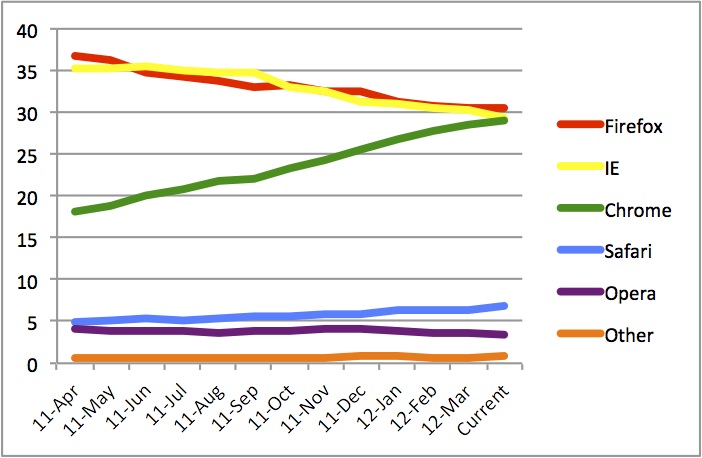 40
35
30
25
20
15
10
5
0
11-Apr
11-May
11-Jun
11-Jul
11-Aug
11-Sep
11-Oct
11-Nov
11-Dec
12-Jan
12-Feb
12-Mar
Current
Firefox
IE
Chrome
Safari
Opera
Other